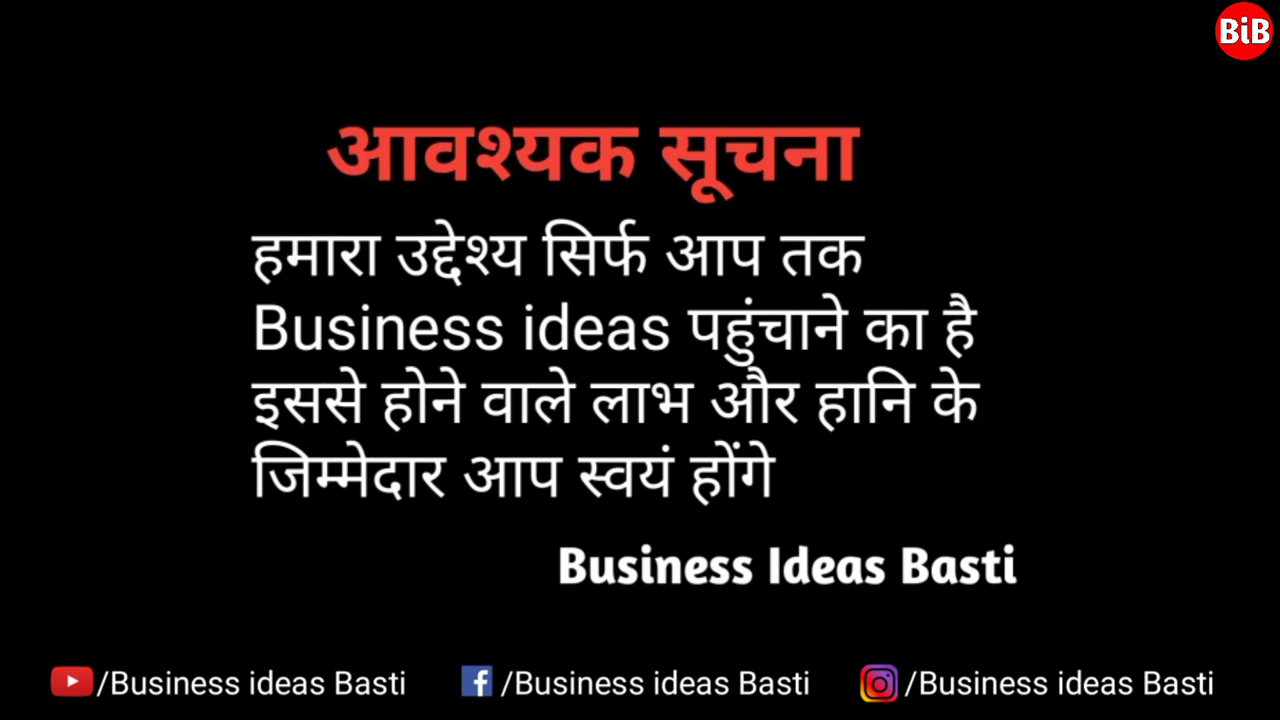 BiB
आवश्यक सूचना
हमारा उद्देश्य सिर्फ आप तक
Business ideas पहुंचाने का है
इससे होने वाले लाभ और हानि के
जिम्मेदार आप स्वयं होंगे
Business Ideas Basti
/Business ideas Basti /Business ideas Basti /Business ideas Basti